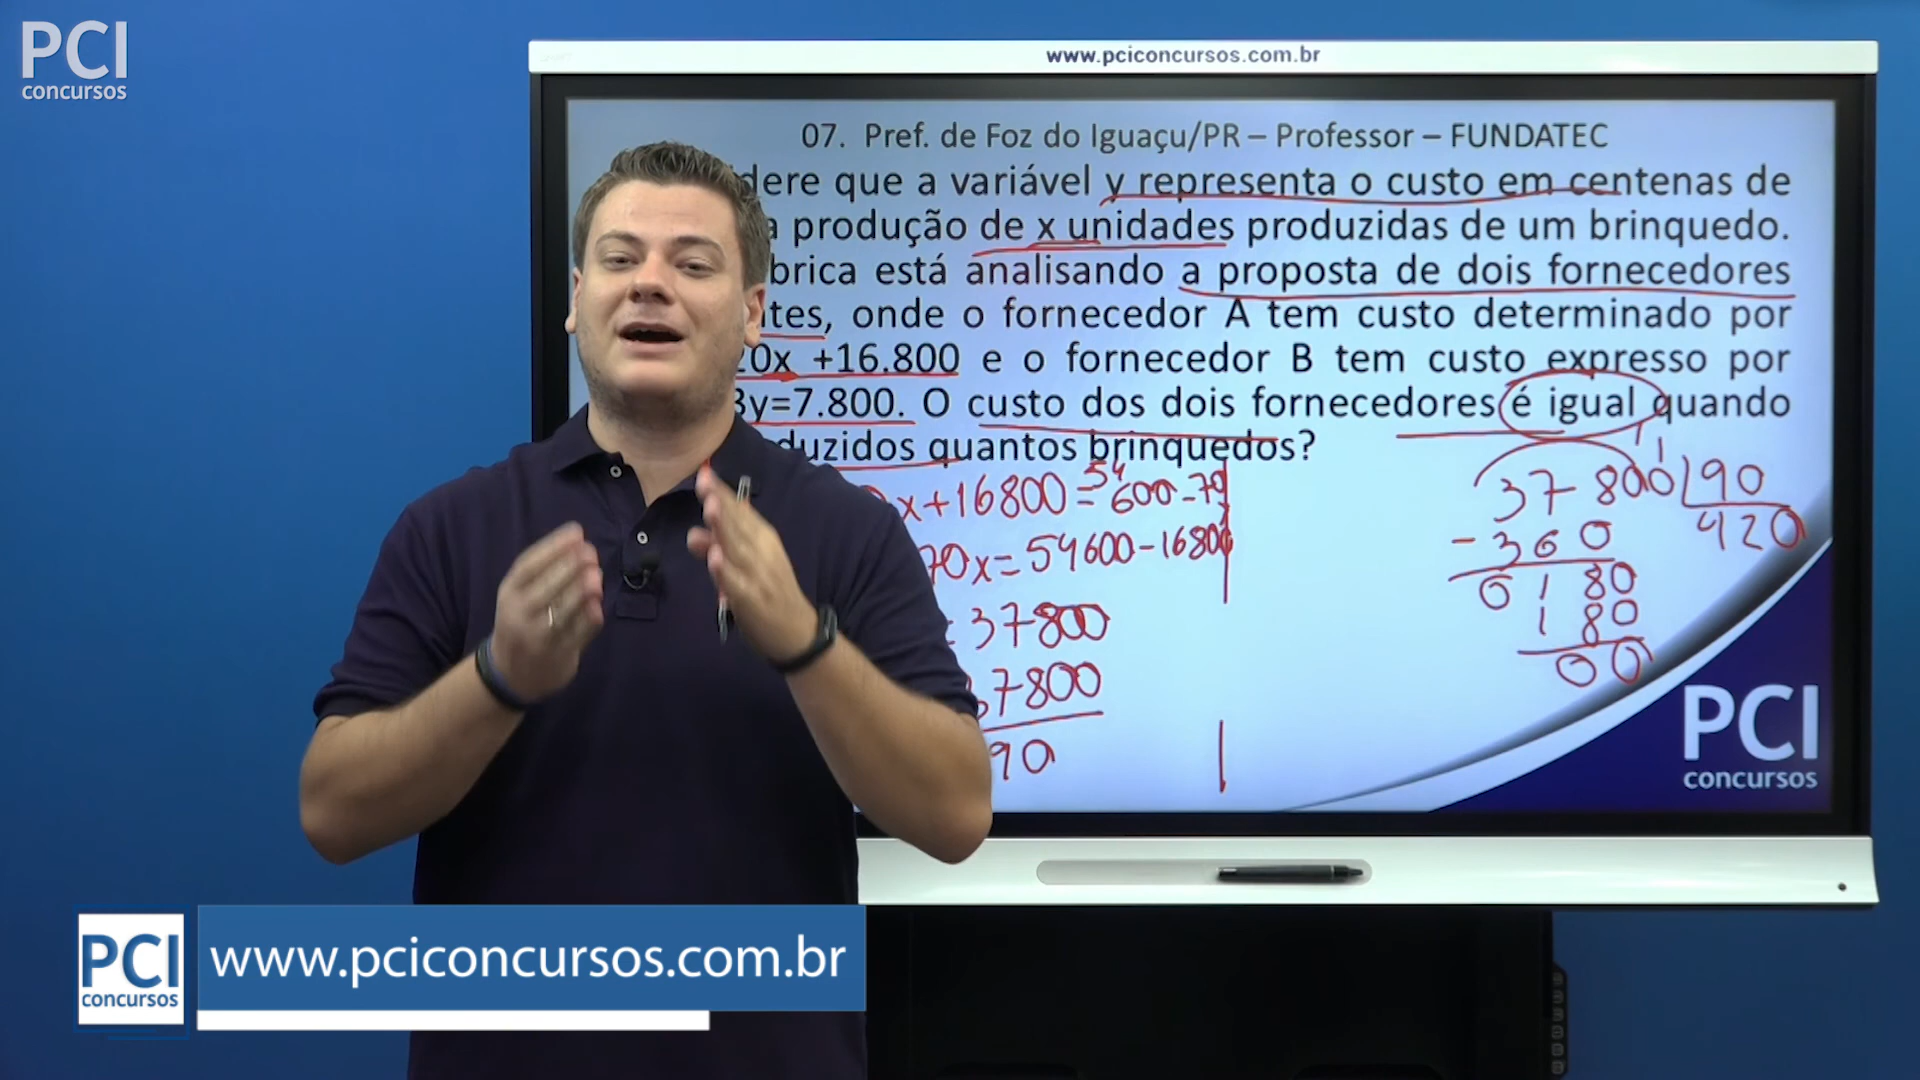 PCI
concursos
www.pciconcursos.com.br
07. Pref. de Foz do Iguaçu/PR – Professor – FUNDATEC
dere que a variável y representa o custo em centenas de
a produção de x unidades produzidas de um brinquedo.
brica está analisando a proposta de dois fornecedores
ites, onde o fornecedor A tem custo determinado por
20x +16.800 e o fornecedor B tem custo expresso por
3y=7.800. O custo dos dois fornecedores é igual quando
duzidos quantos brinquedos?
x+16800=54600-70
70x=54600-16800
= 37800
37800
90
37800 90
-360 420
0180
180
00
PCI
concursos
PCI
concursos
www.pciconcursos.com.br